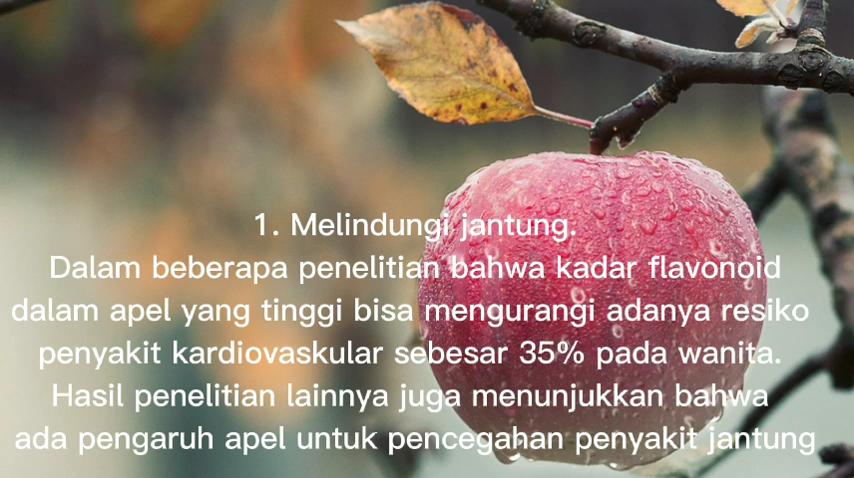 1. Melindungi jantung.
Dalam beberapa penelitian bahwa kadar flavonoid
dalam apel yang tinggi bisa mengurangi adanya resiko
penyakit kardiovaskular sebesar 35% pada wanita.
Hasil penelitian lainnya juga menunjukkan bahwa
ada pengaruh apel untuk pencegahan penyakit jantung